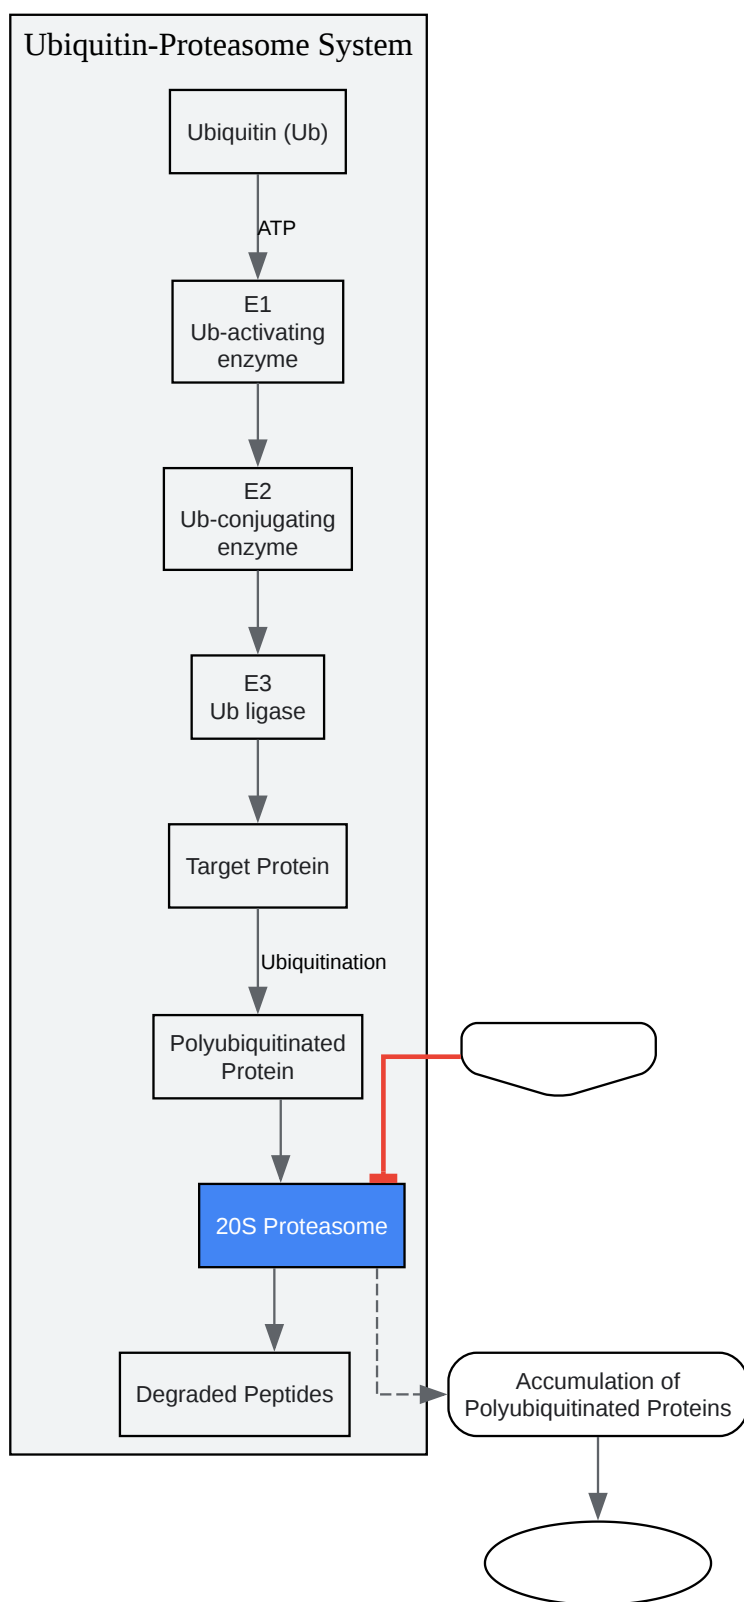 Ubiquitin-Proteasome System
Ubiquitin (Ub)
ATP
E1
Ub-activating
enzyme
E2
Ub-conjugating
enzyme
E3
Ub ligase
Target Protein
Ubiquitination
Polyubiquitinated
Protein
20S Proteasome
Degraded Peptides
Accumulation of
Polyubiquitinated Proteins